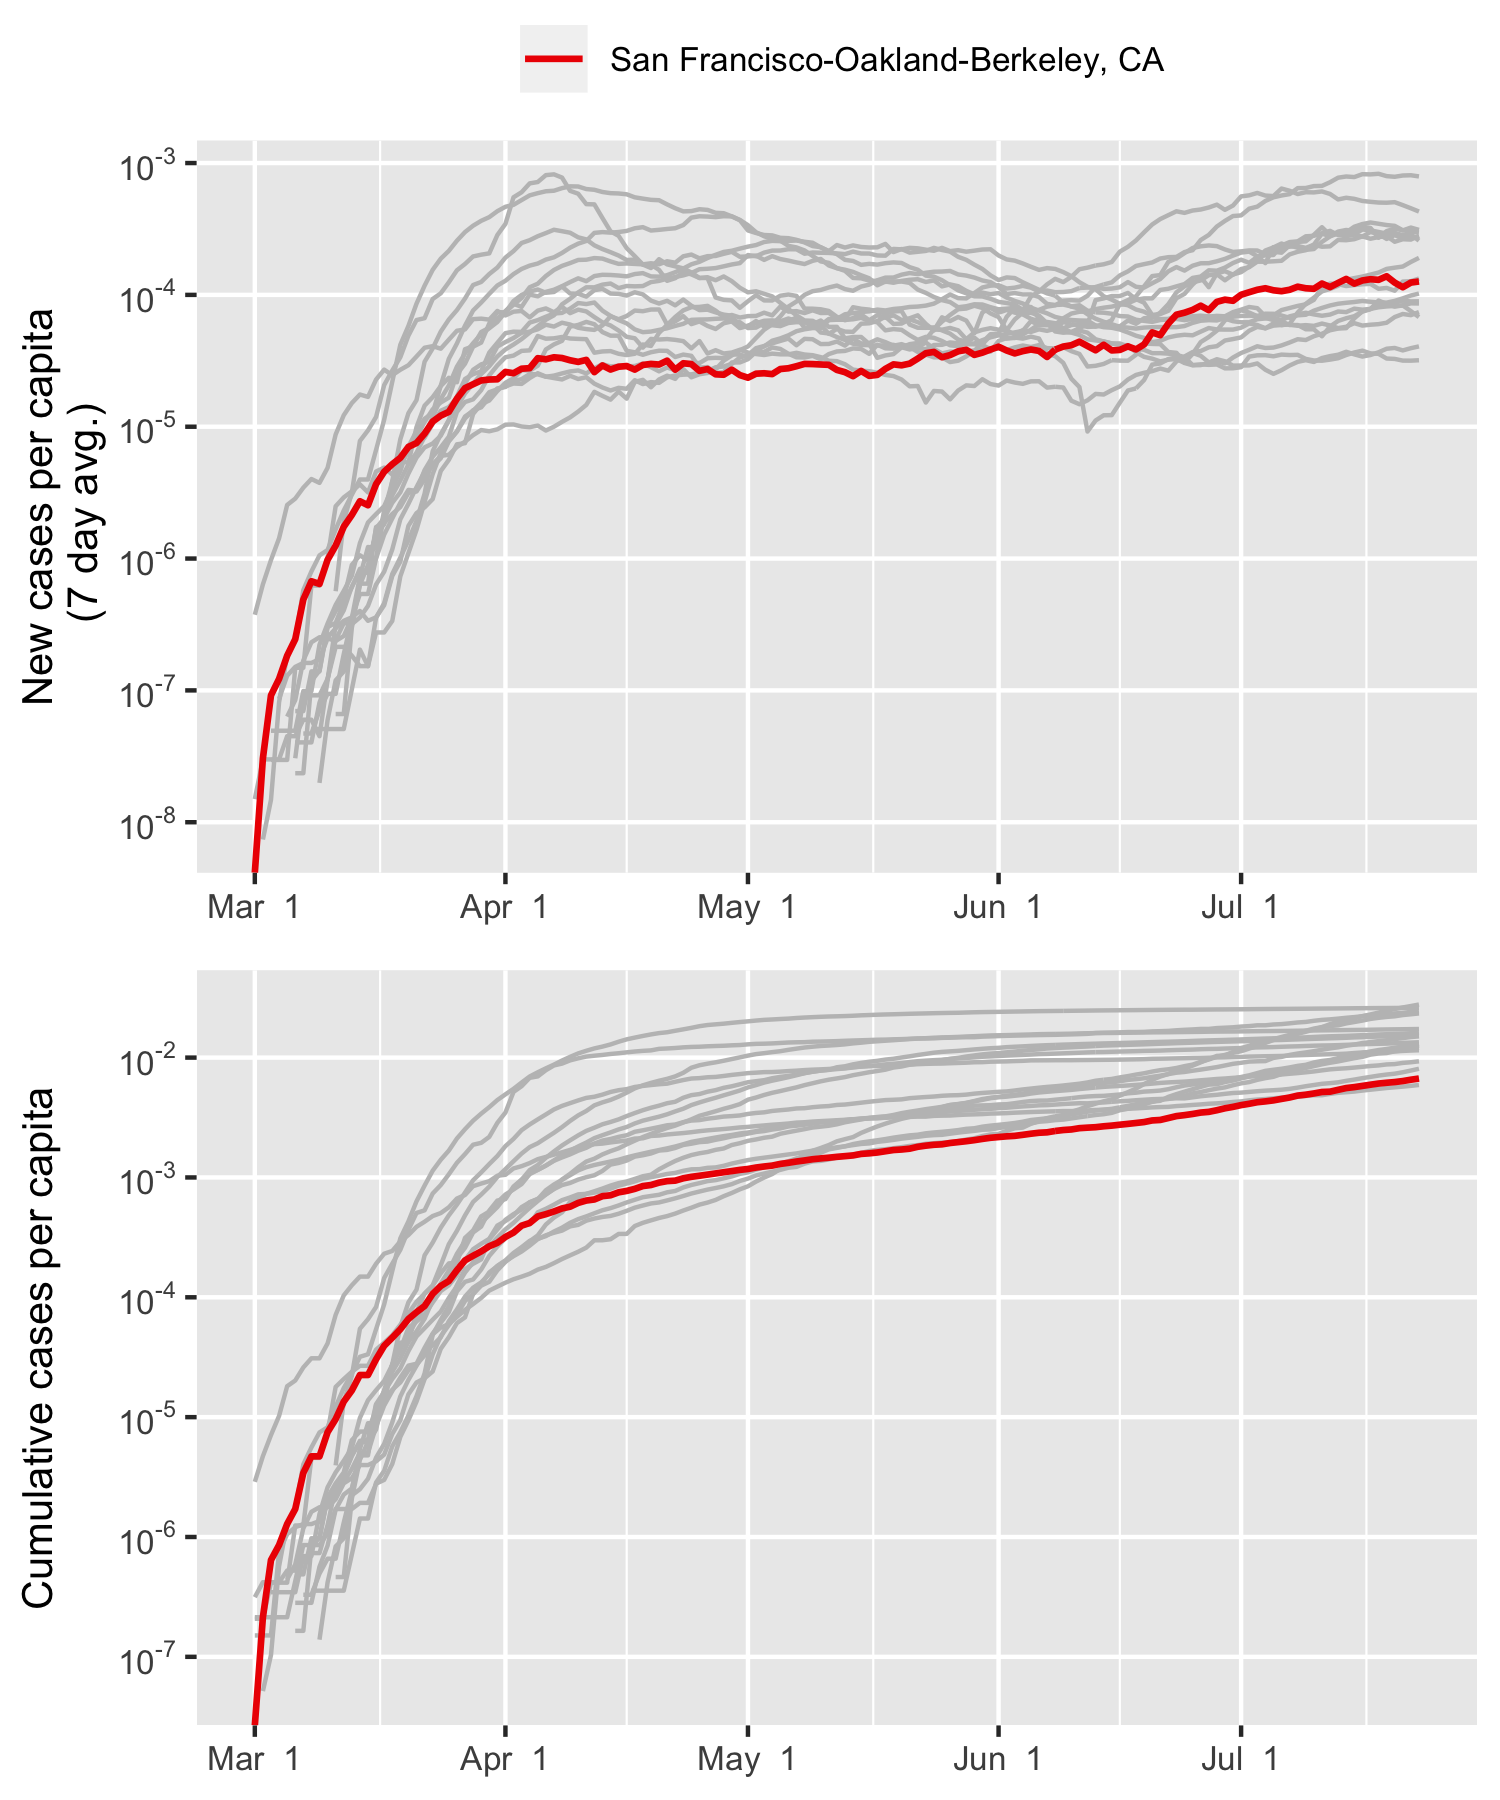 San Francisco-Oakland-Berkeley, CA
New cases per capita
(7 day avg.)
10-3
10-4
10-5
10-6
10-7
10-8
Mar 1 Apr 1 May 1 Jun 1 Jul 1
Cumulative cases per capita
10-2
10-3
10-4
10-5
10-6
10-7
Mar 1 Apr 1 May 1 Jun 1 Jul 1